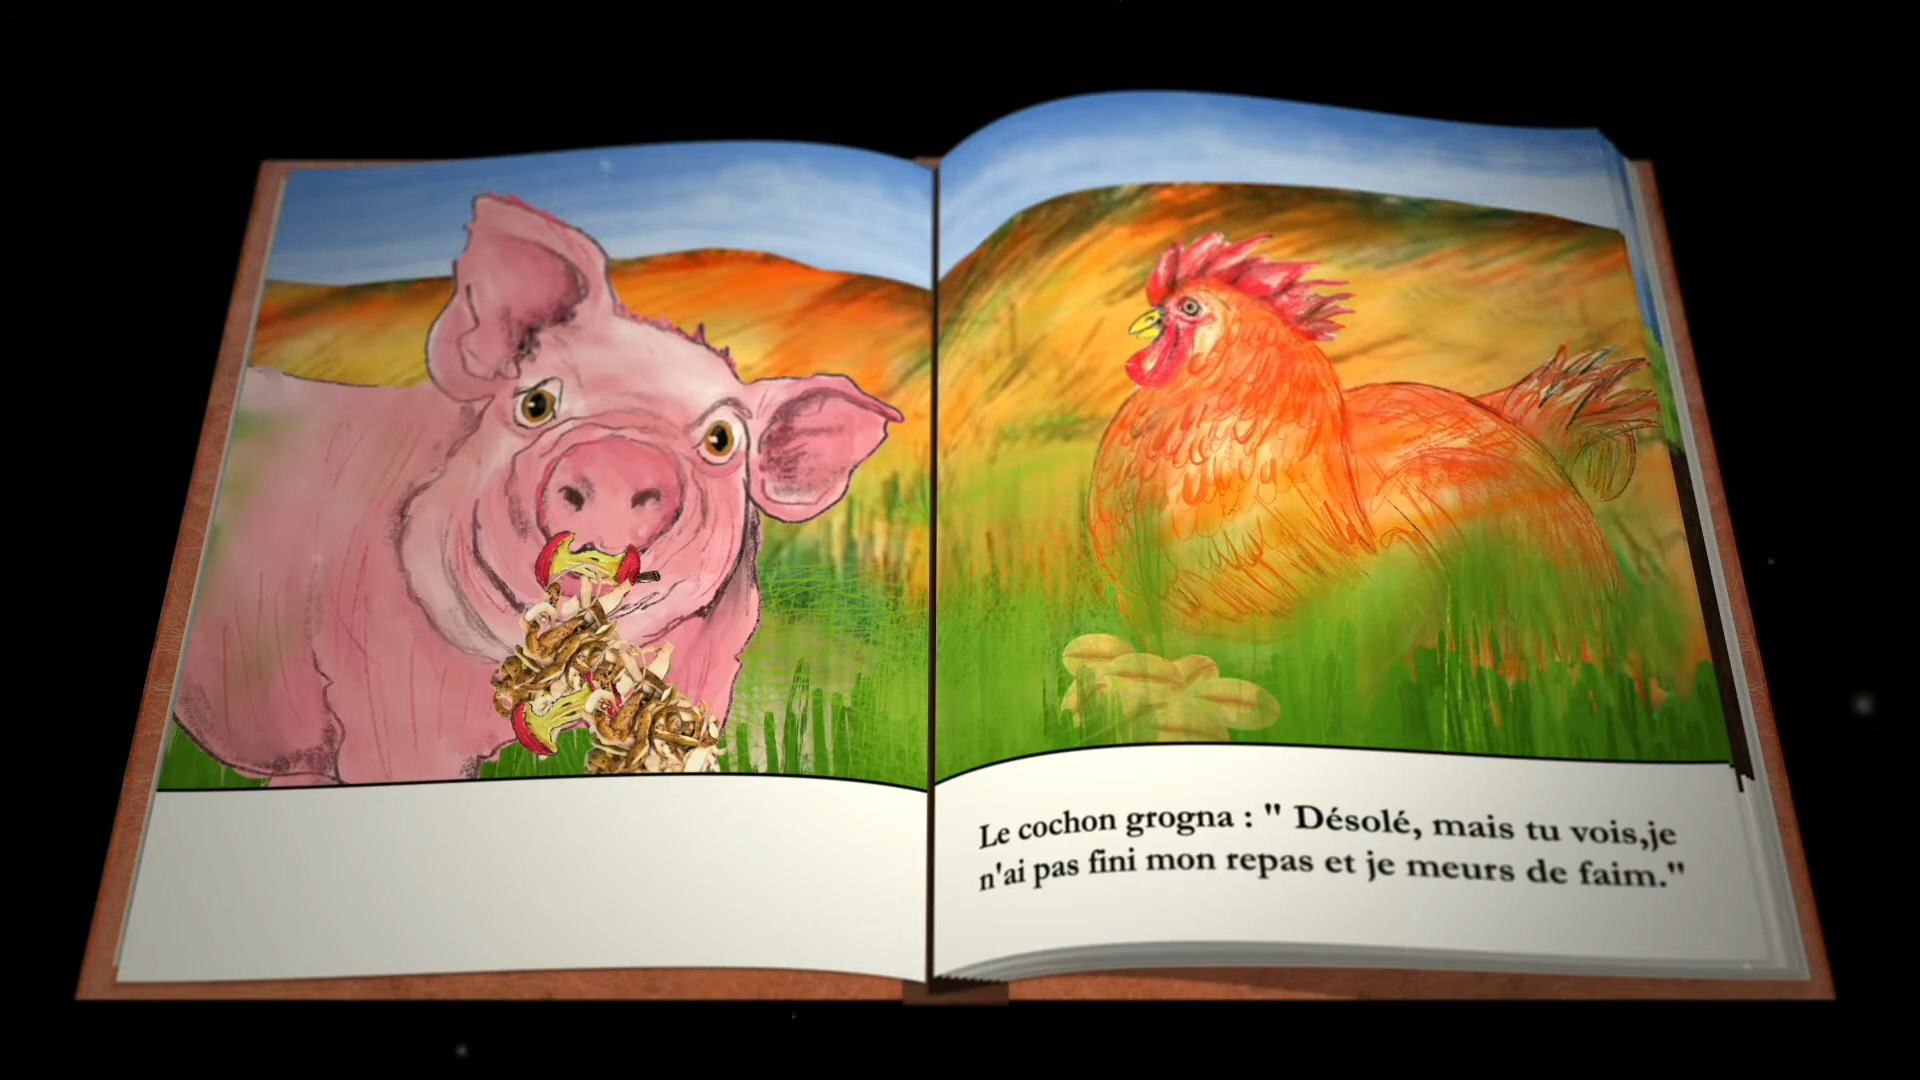 Le cochon grogna : " Désolé, mais tu vois,je
n'ai pas fini mon repas et je meurs de faim."